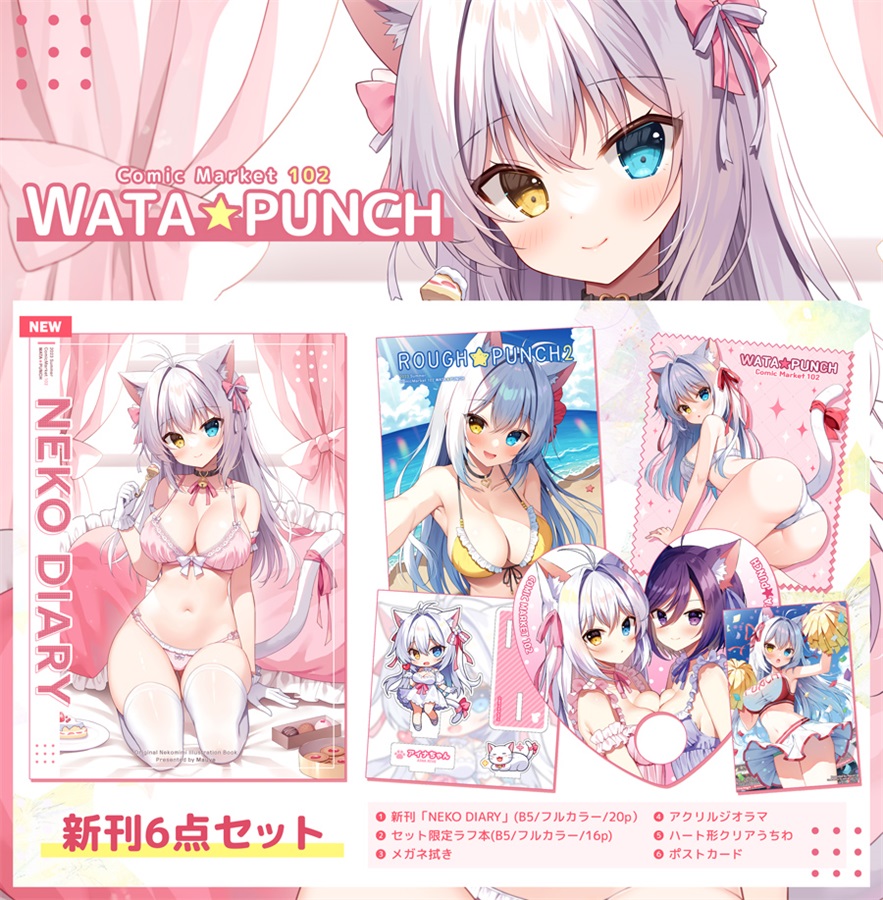 Comic Market 102
WATA★PUNCH
NEW
NEKO DIARY
Original Nekomimi Illustration Book
Presented by Mauve
ROUGH★PUNCH2
WATA★PUNCH
Comic Market 102
COMIC MARKET 102
WATA★PUNCH
アイナちゃん
新刊6点セット
❶ 新刊「NEKO DIARY」(B5/フルカラー/20p)
❷ セット限定ラフ本(B5/フルカラー/16p)
❸ メガネ拭き
❹ アクリルジオラマ
❺ ハート形クリアうちわ
❻ ポストカード